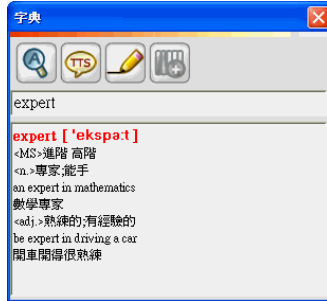 字典
TTS
expert
expert [ 'ekspə:t ]
<MS>進階 高階
<n.>專家;能手
an expert in mathematics
數學專家
<adj.>熟練的;有經驗的
be expert in driving a car
開車開得很熟練